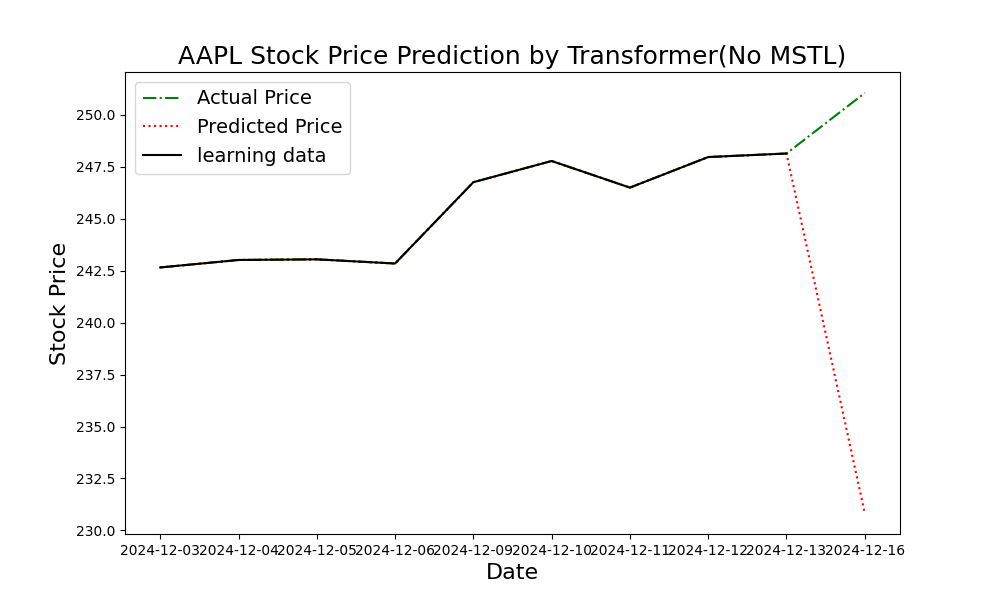 AAPL Stock Price Prediction by Transformer(No MSTL)
Actual Price
Predicted Price
learning data
250.0
247.5
245.0
242.5
240.0
237.5
235.0
232.5
230.0
Stock Price
2024-12-03 2024-12-04 2024-12-05 2024-12-06 2024-12-09 2024-12-10 2024-12-11 2024-12-12 2024-12-13 2024-12-16
Date